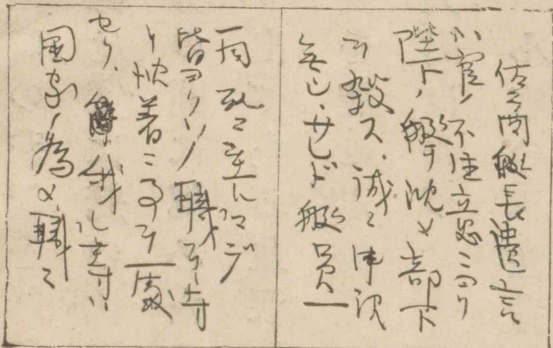 佐久間艇長遺言
小官ノ不注意ニヨリ
陛下ノ艇ヲ沈メ部下
ヲ殺ス、誠ニ申訳
無シ、サレド艇員一
同死ニ至ルマデ
皆ヨクソノ職ヲ守
リ沈着ニ事ヲ處
セリ、我レ等ハ
国家ノ為メ職ニ